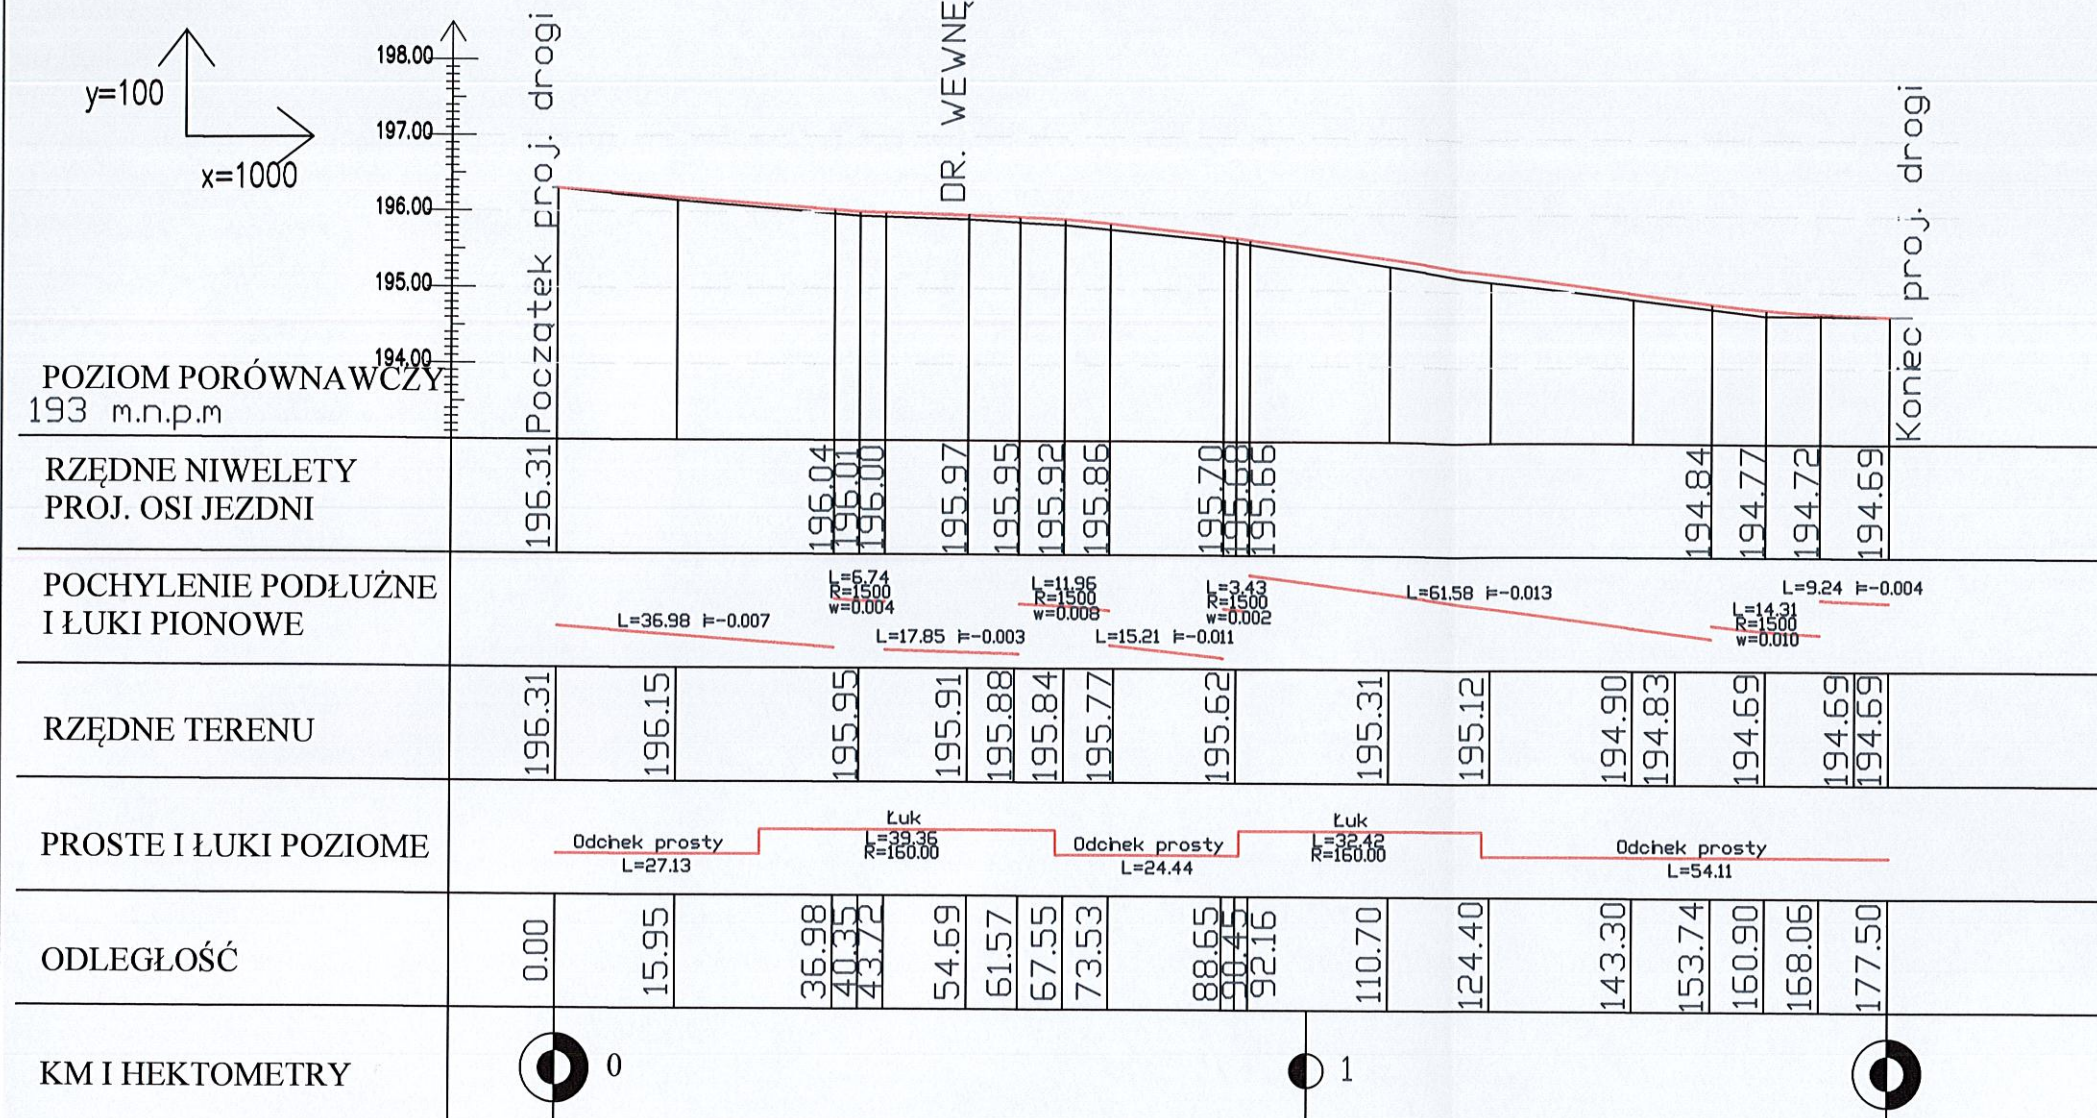 y=100
x=1000
198.00
197.00
196.00
195.00
194.00
Początek proj. drogi
DR. WEWNĘ
Koniec proj. drogi
POZIOM PORÓWNAWCZY
193 m.n.p.m
RZĘDNE NIWELETY
PROJ. OSI JEZDNI
196.31
196.04
196.01
196.00
195.97
195.95
195.92
195.86
195.70
195.68
195.66
194.84
194.77
194.72
194.69
POCHYLENIE PODŁUŻNE
I ŁUKI PIONOWE
L=36.98 i=-0.007
L=6.74
R=1500
w=0.004
L=17.85 i=-0.003
L=11.96
R=1500
w=0.008
L=15.21 i=-0.011
L=3.43
R=1500
w=0.002
L=61.58 i=-0.013
L=14.31
R=1500
w=0.010
L=9.24 i=-0.004
RZĘDNE TERENU
196.31
196.15
195.95
195.91
195.88
195.84
195.77
195.62
195.31
195.12
194.90
194.83
194.69
194.69
194.69
PROSTE I ŁUKI POZIOME
Odcinek prosty
L=27.13
Łuk
L=39.36
R=160.00
Odcinek prosty
L=24.44
Łuk
L=32.42
R=160.00
Odcinek prosty
L=54.11
ODLEGŁOŚĆ
0.00
15.95
36.98
40.35
43.72
54.69
61.57
67.55
73.53
88.65
90.45
92.16
110.70
124.40
143.30
153.74
160.90
168.06
177.50
KM I HEKTOMETRY
0
1